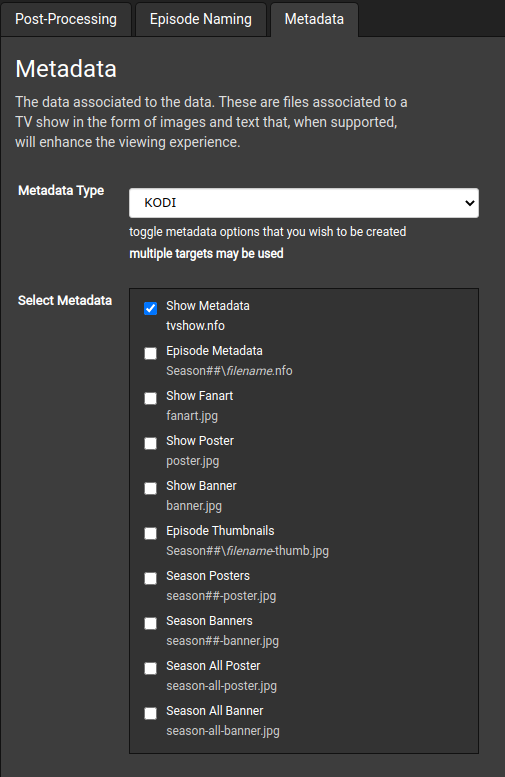 Post-Processing Episode Naming Metadata
Metadata
The data associated to the data. These are files associated to a
TV show in the form of images and text that, when supported,
will enhance the viewing experience.
Metadata Type
KODI
toggle metadata options that you wish to be created
multiple targets may be used
Select Metadata
Show Metadata
tvshow.nfo
Episode Metadata
Season##\filename.nfo
Show Fanart
fanart.jpg
Show Poster
poster.jpg
Show Banner
banner.jpg
Episode Thumbnails
Season##\filename-thumb.jpg
Season Posters
season##-poster.jpg
Season Banners
season##-banner.jpg
Season All Poster
season-all-poster.jpg
Season All Banner
season-all-banner.jpg